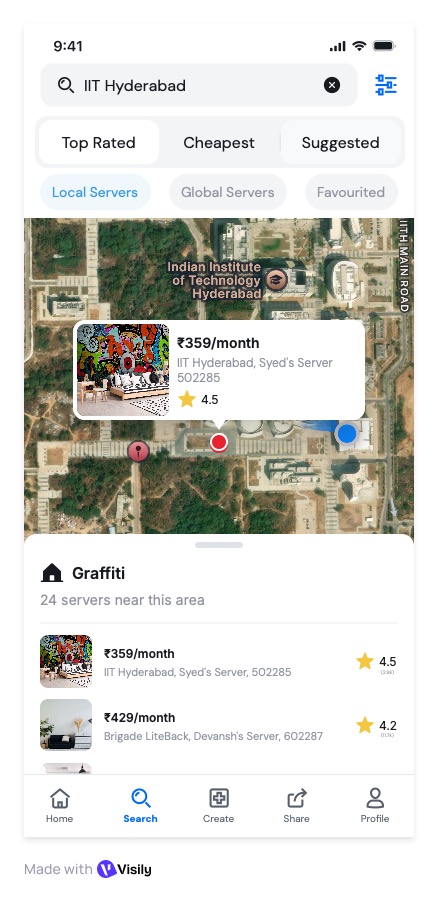 9:41
IIT Hyderabad
Top Rated
Cheapest
Suggested
Local Servers
Global Servers
Favourited
IITH MAIN ROAD
Indian Institute
of Technology
Hyderabad
₹359/month
IIT Hyderabad, Syed's Server
502285
4.5
Graffiti
24 servers near this area
₹359/month
4.5
IIT Hyderabad, Syed's Server, 502285
₹429/month
4.2
Brigade LiteBack, Devansh's Server, 602287
Home
Search
Create
Share
Profile
Made with Visily